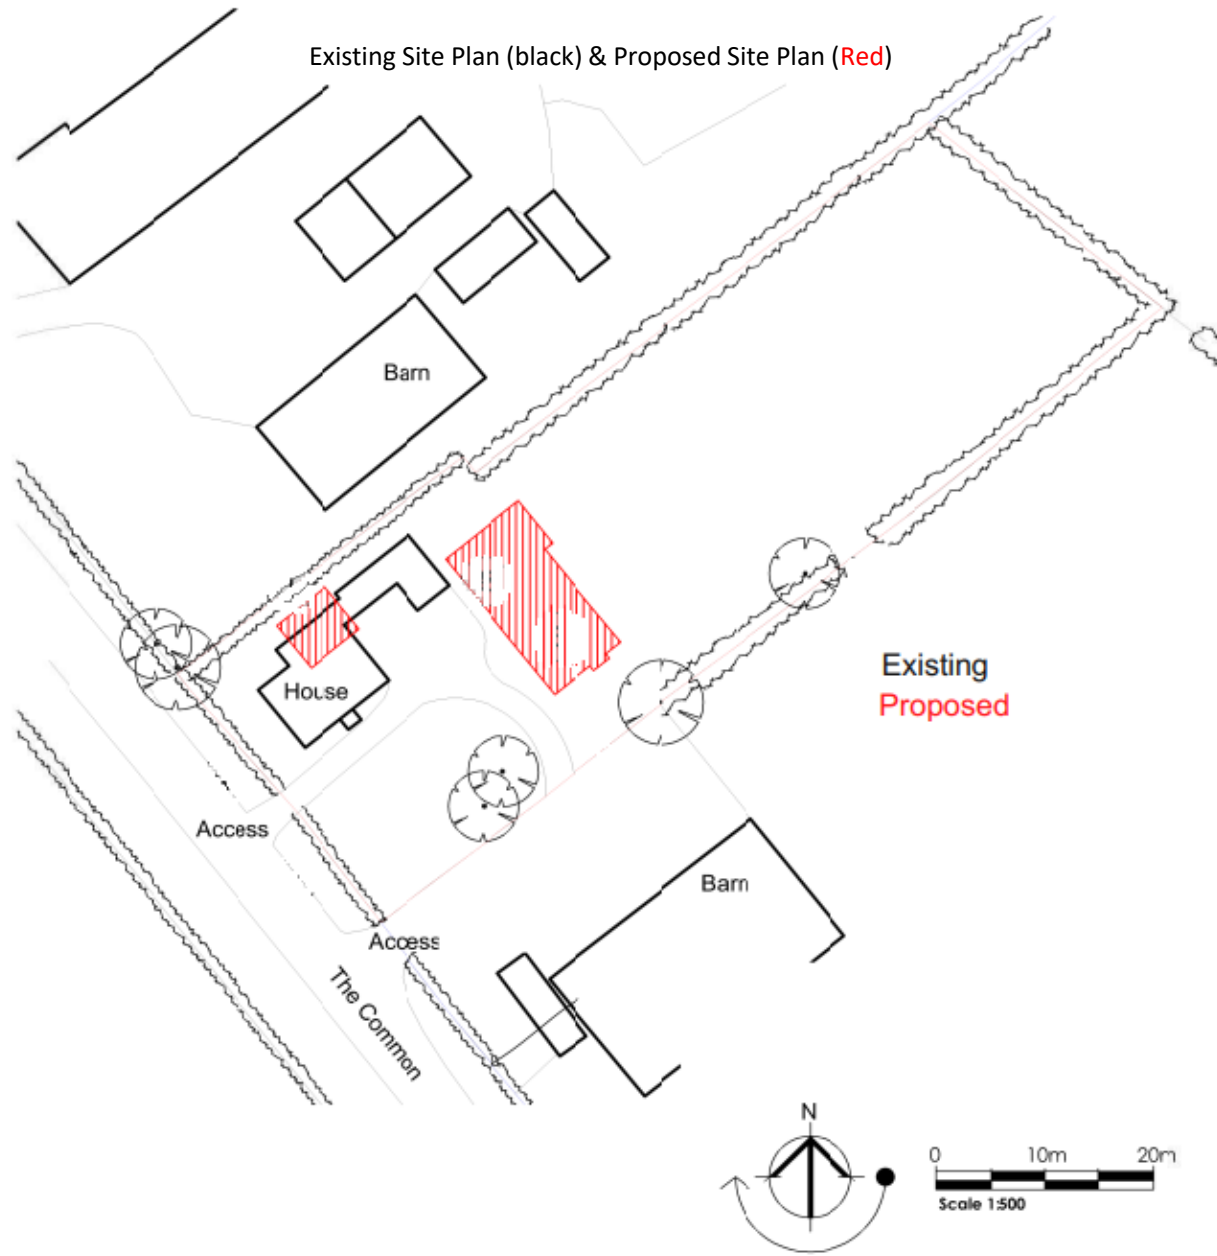 Existing Site Plan (black) & Proposed Site Plan (Red)
Barn
House
Existing
Proposed
Access
Barn
Access
The Common
N
0 10m 20m
Scale 1:500